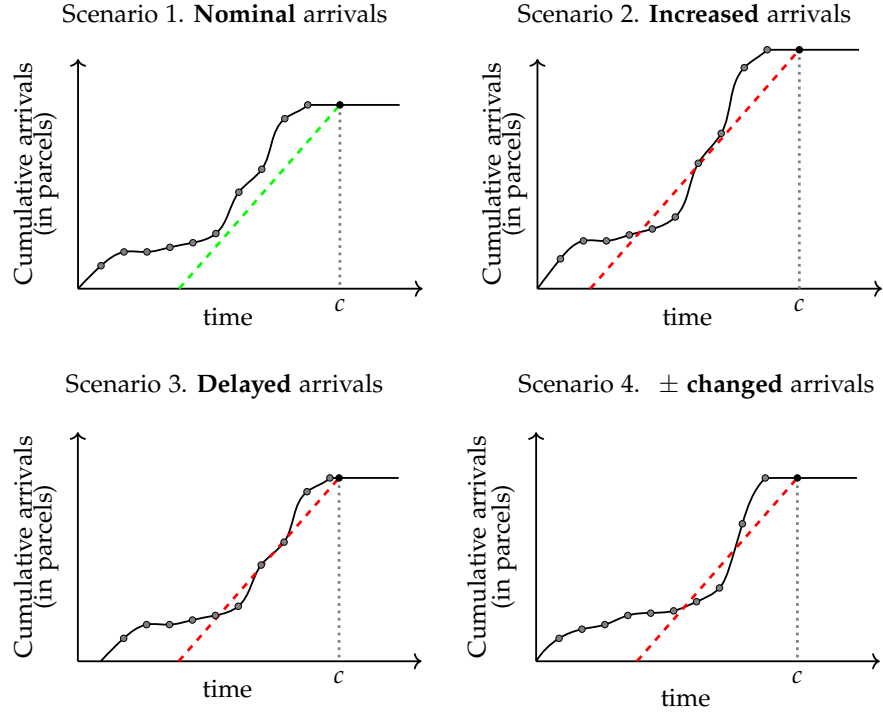 Scenario 1. Nominal arrivals
Cumulative arrivals
(in parcels)
time
c
Scenario 2. Increased arrivals
Cumulative arrivals
(in parcels)
time
c
Scenario 3. Delayed arrivals
Cumulative arrivals
(in parcels)
time
c
Scenario 4. ± changed arrivals
Cumulative arrivals
(in parcels)
time
c